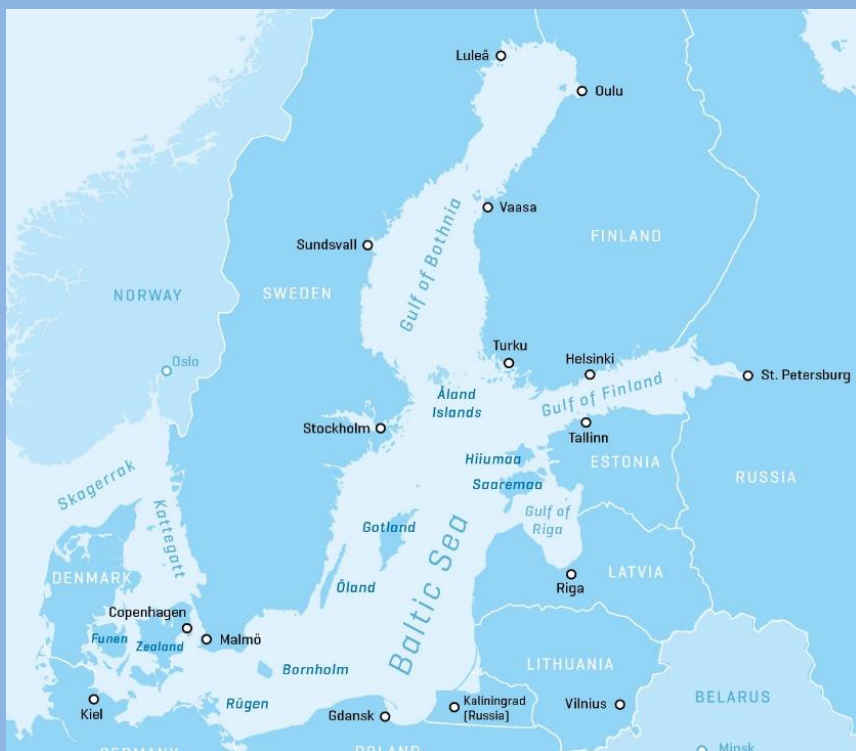 Luleå
Oulu
Vaasa
Gulf of Bothnia
Sundsvall
FINLAND
NORWAY
SWEDEN
Turku
Helsinki
Oslo
St. Petersburg
Gulf of Finland
Åland
Islands
Stockholm
Tallinn
Hiiumaa
ESTONIA
Skagerrak
Saaremaa
RUSSIA
Kattegatt
Gotland
Gulf of
Riga
Baltic Sea
DENMARK
LATVIA
Öland
Riga
Copenhagen
Funen
Zealand
Malmö
Bornholm
LITHUANIA
Rügen
BELARUS
Kiel
Gdansk
Kaliningrad
(Russia)
Vilnius
GERMANY
POLAND
Minsk